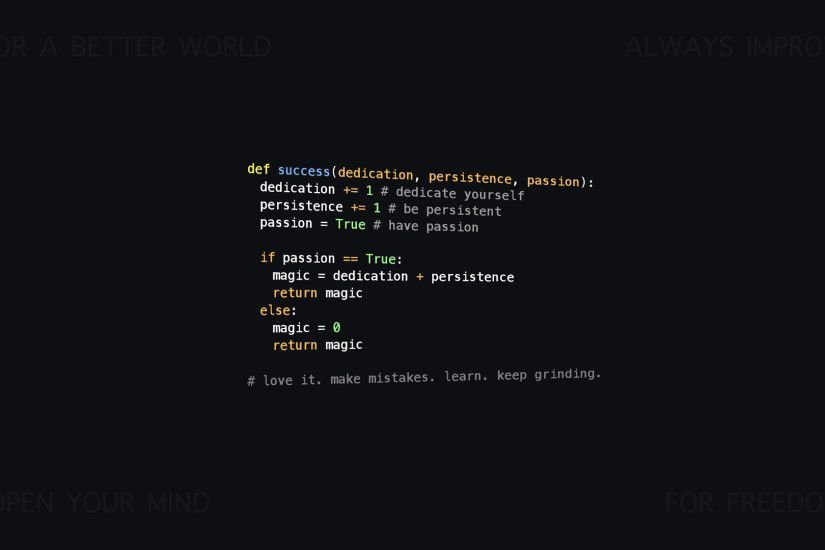 OR A BETTER WORLD
ALWAYS IMPRO
def success(dedication, persistence, passion):
  dedication += 1 # dedicate yourself
  persistence += 1 # be persistent
  passion = True # have passion

  if passion == True:
    magic = dedication + persistence
    return magic
  else:
    magic = 0
    return magic

# love it. make mistakes. learn. keep grinding.
OPEN YOUR MIND
FOR FREEDO